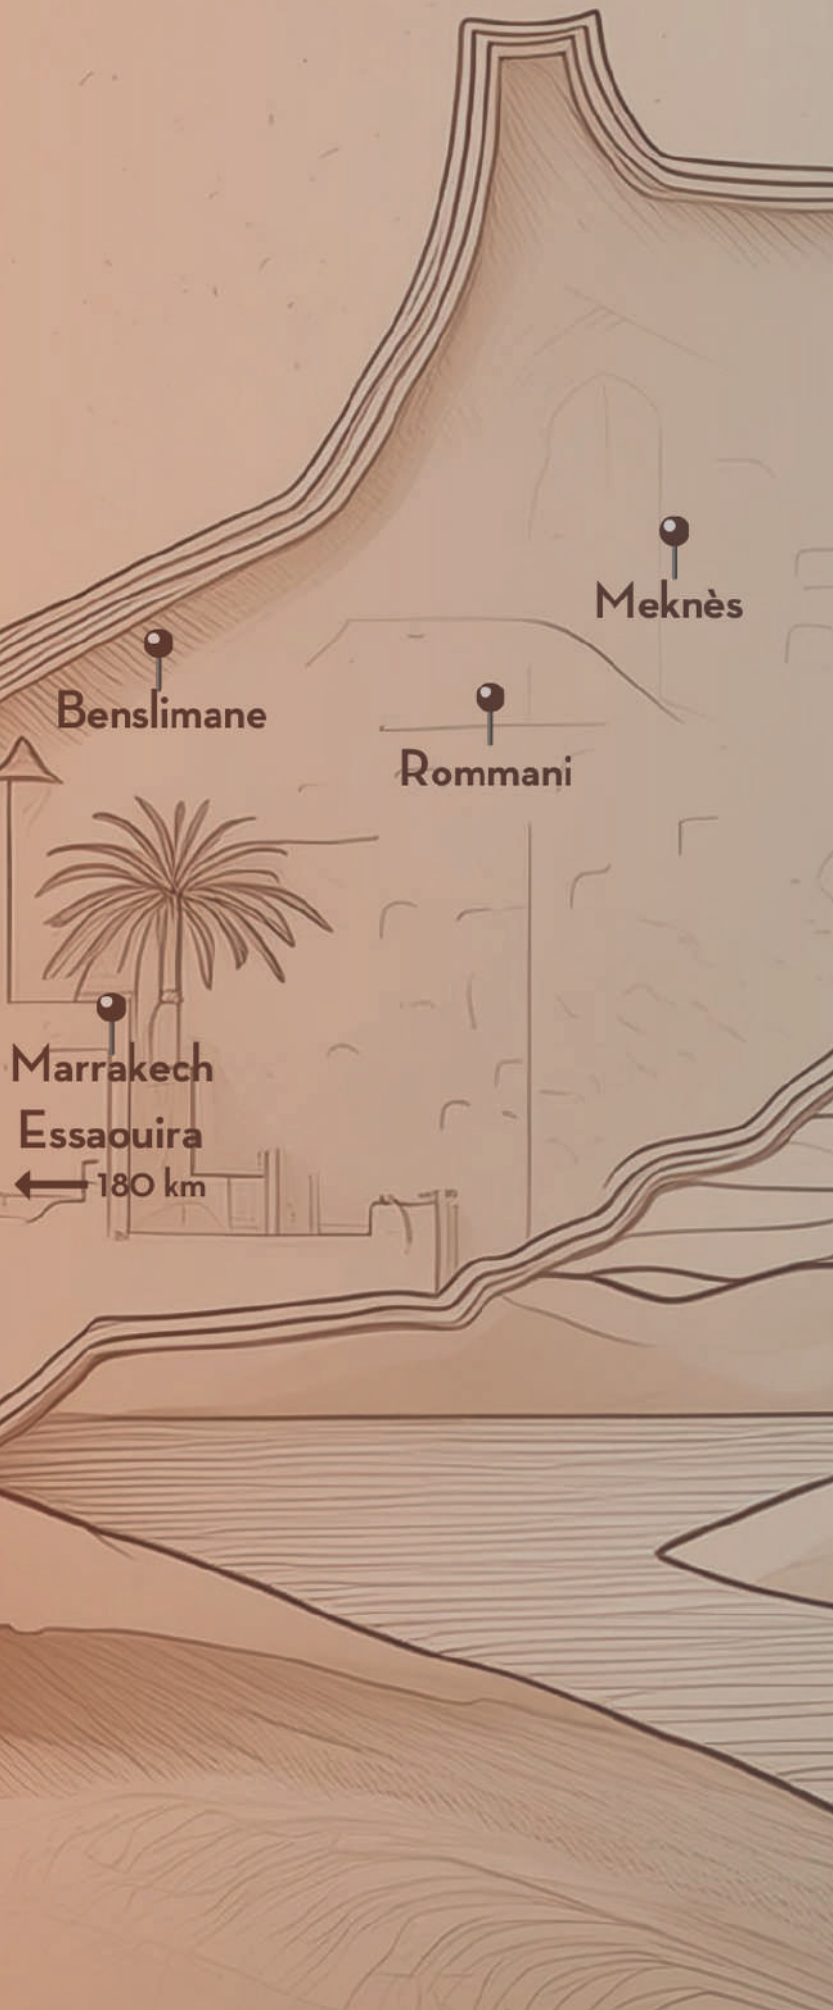 Meknès
Benslimane
Rommani
Marrakech
Essaouira
180 km